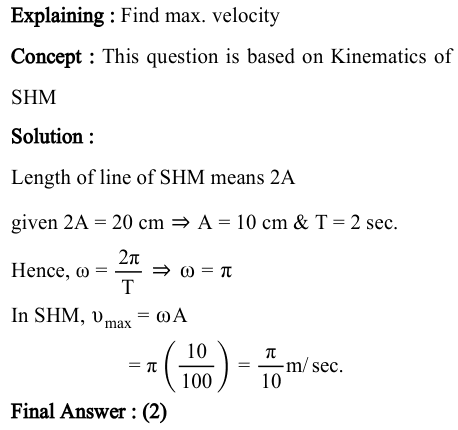 Explaining : Find max. velocity
Concept : This question is based on Kinematics of
SHM
Solution :
Length of line of SHM means 2A
given 2A = 20 cm ⇒ A = 10 cm & T = 2 sec.
Hence, ω = 2π/T ⇒ ω = π
In SHM, υ_max = ωA
= π (10/100) = π/10 m/ sec.
Final Answer : (2)